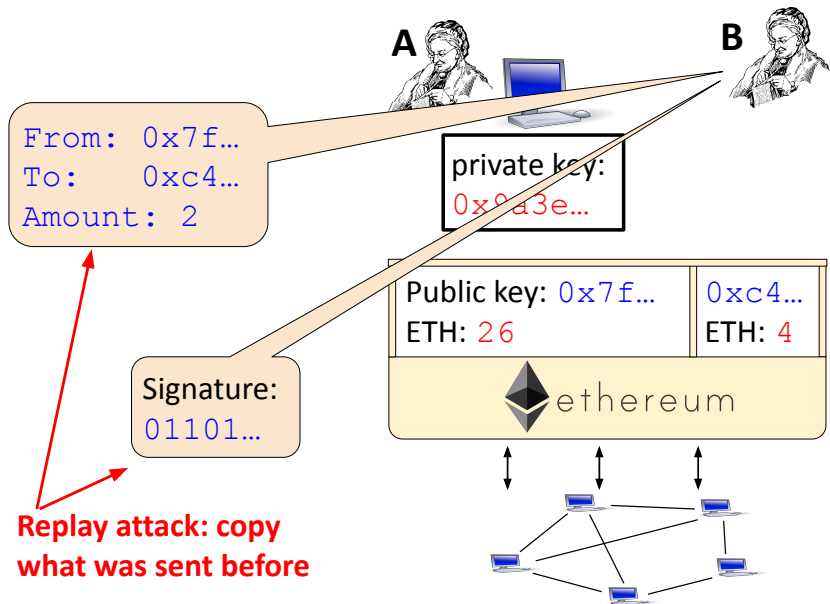 A
B
From: 0x7f…
To: 0xc4…
Amount: 2
private key:
0x9a3e…
Public key: 0x7f…
ETH: 26
0xc4…
ETH: 4
ethereum
Signature:
01101…
Replay attack: copy
what was sent before